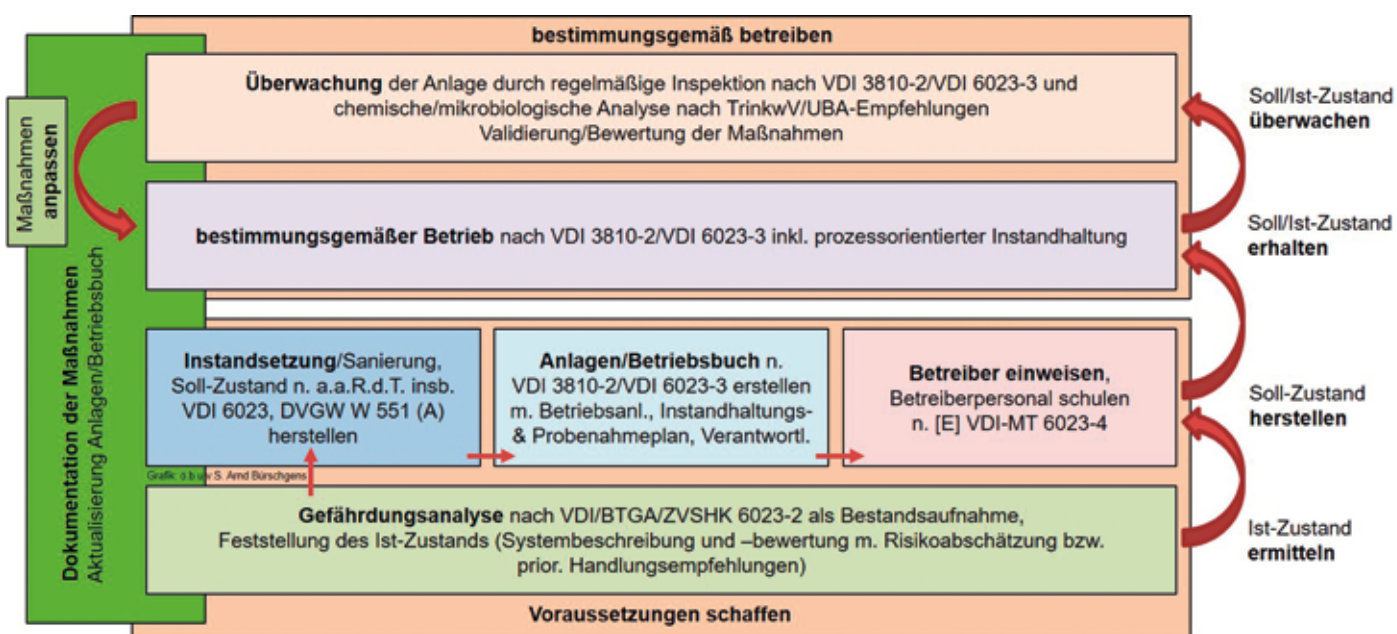 bestimmungsgemäß betreiben
Überwachung der Anlage durch regelmäßige Inspektion nach VDI 3810-2/VDI 6023-3 und
chemische/mikrobiologische Analyse nach TrinkwV/UBA-Empfehlungen
Validierung/Bewertung der Maßnahmen
bestimmungsgemäßer Betrieb nach VDI 3810-2/VDI 6023-3 inkl. prozessorientierter Instandhaltung
Maßnahmen
anpassen
Dokumentation der Maßnahmen
Aktualisierung Anlagen/Betriebsbuch
Instandsetzung/Sanierung,
Soll-Zustand n. a.a.R.d.T. insb.
VDI 6023, DVGW W 551 (A)
herstellen
Anlagen/Betriebsbuch n.
VDI 3810-2/VDI 6023-3 erstellen
m. Betriebsanl., Instandhaltungs-
& Probenahmeplan, Verantwortl.
Betreiber einweisen,
Betreiberpersonal schulen
n. [E] VDI-MT 6023-4
Grafik: ö.b.u.v.S. Arnd Bürschgens
Gefährdungsanalyse nach VDI/BTGA/ZVSHK 6023-2 als Bestandsaufnahme,
Feststellung des Ist-Zustands (Systembeschreibung und –bewertung m. Risikoabschätzung bzw.
prior. Handlungsempfehlungen)
Voraussetzungen schaffen
Soll/Ist-Zustand
überwachen
Soll/Ist-Zustand
erhalten
Soll-Zustand
herstellen
Ist-Zustand
ermitteln